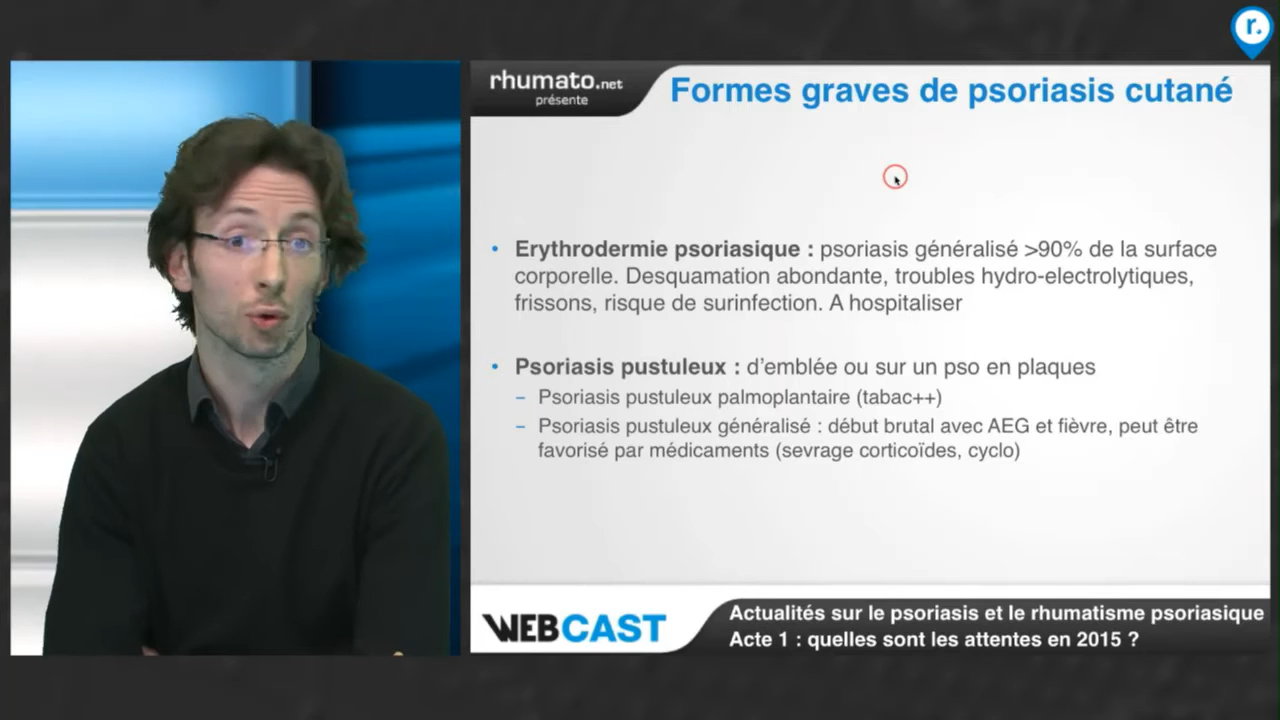 r.
rhumato.net
présente
Formes graves de psoriasis cutané
• Erythrodermie psoriasique : psoriasis généralisé >90% de la surface
corporelle. Desquamation abondante, troubles hydro-electrolytiques,
frissons, risque de surinfection. A hospitaliser
• Psoriasis pustuleux : d’emblée ou sur un pso en plaques
– Psoriasis pustuleux palmoplantaire (tabac++)
– Psoriasis pustuleux généralisé : début brutal avec AEG et fièvre, peut être
favorisé par médicaments (sevrage corticoïdes, cyclo)
WEBCAST
Actualités sur le psoriasis et le rhumatisme psoriasique
Acte 1 : quelles sont les attentes en 2015 ?